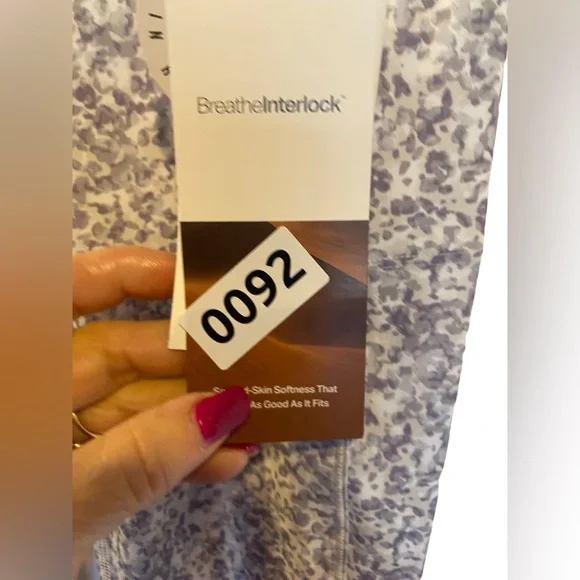 I N
BreatheInterlock™
0092
-Skin Softness That
As Good As It Fits